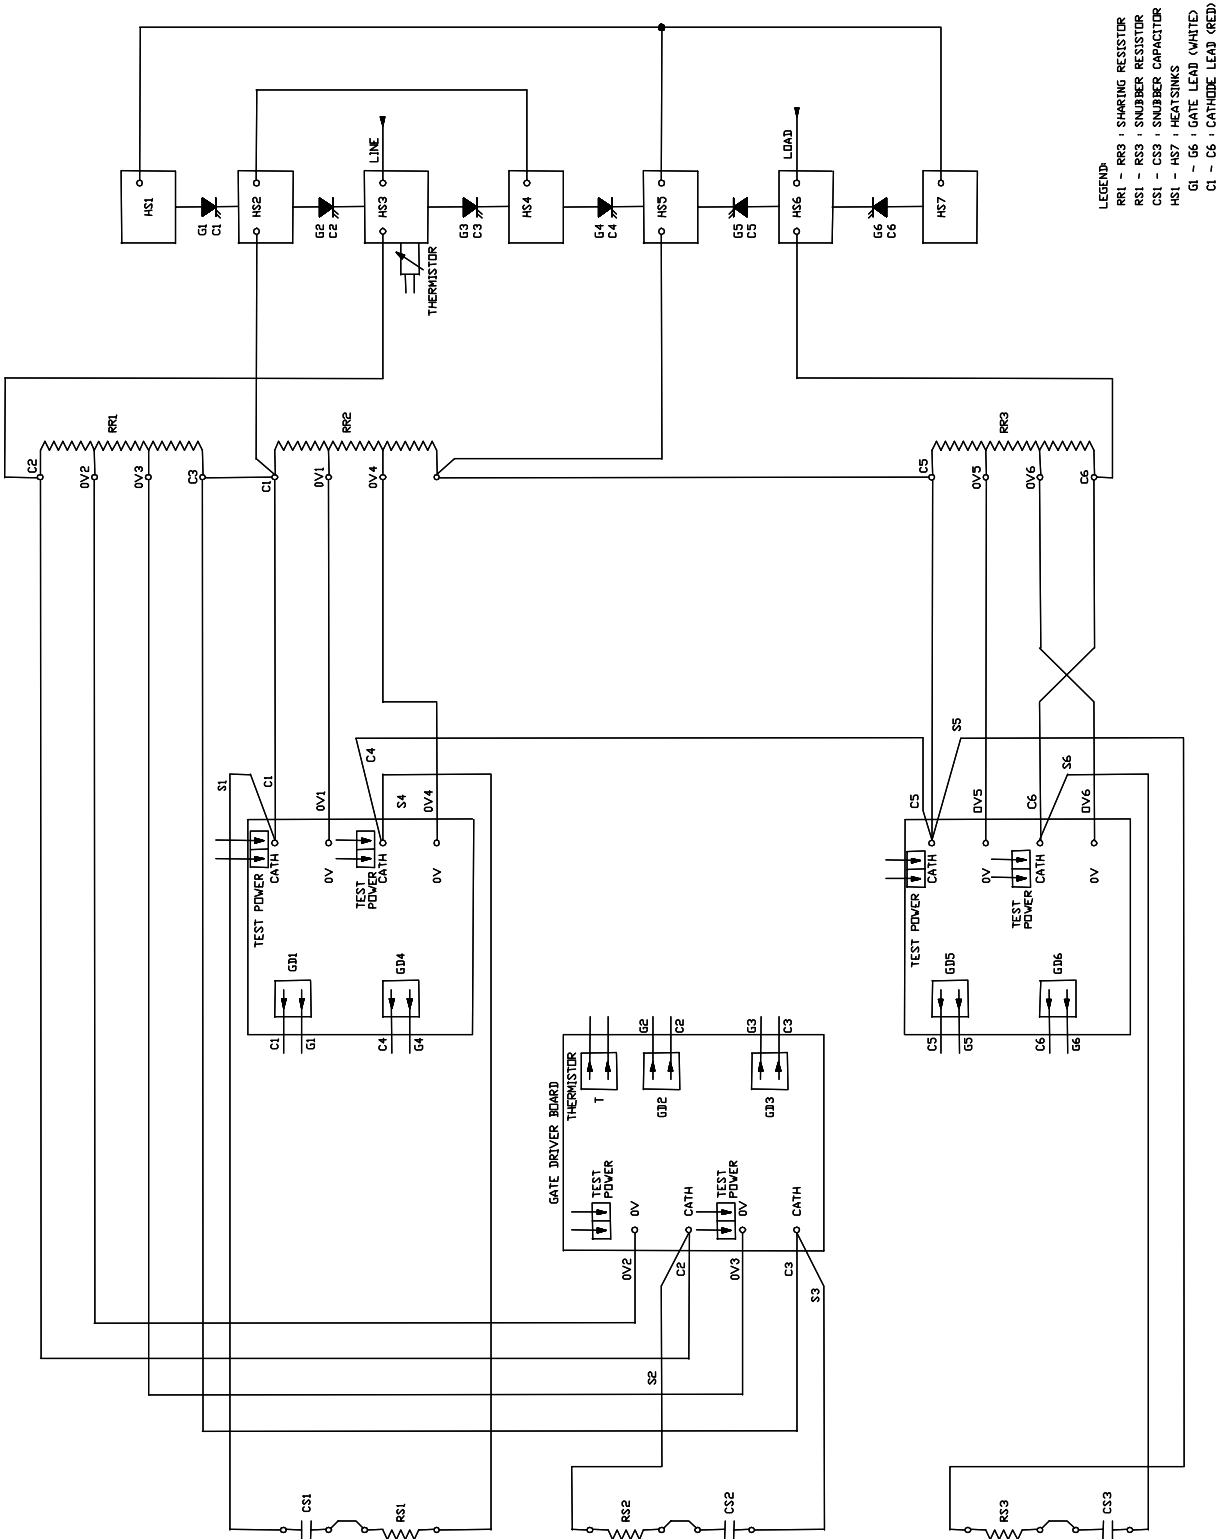 HS1
HS2
HS3
HS4
HS5
HS6
HS7
LINE
LOAD
THERMISTOR
G1
C1
G2
C2
G3
C3
G4
C4
G5
C5
G6
C6
LEGEND:
RR1 - RR3 : SHARING RESISTOR
RS1 - RS3 : SNUBBER RESISTOR
CS1 - CS3 : SNUBBER CAPACITOR
HS1 - HS7 : HEATSINKS
G1 - G6 : GATE LEAD (WHITE)
C1 - C6 : CATHODE LEAD (RED)
RR1
RR2
RR3
C2
0V2
0V3
C3
C1
0V1
0V4
C5
0V5
0V6
C6
S1
C1
0V1
C4
S4
0V4
C5
S5
0V5
C6
S6
0V6
TEST POWER
CATH
0V
TEST
POWER
CATH
0V
GD1
GD4
C1
G1
C4
G4
TEST POWER
CATH
0V
TEST
POWER
CATH
0V
GD5
GD6
C5
G5
C6
G6
GATE DRIVER BOARD
THERMISTOR
T
G2
C2
GD2
G3
C3
GD3
TEST
POWER
0V
CATH
TEST
POWER
0V
CATH
0V2
C2
0V3
C3
S2
S3
CS1
RS1
RS2
CS2
RS3
CS3